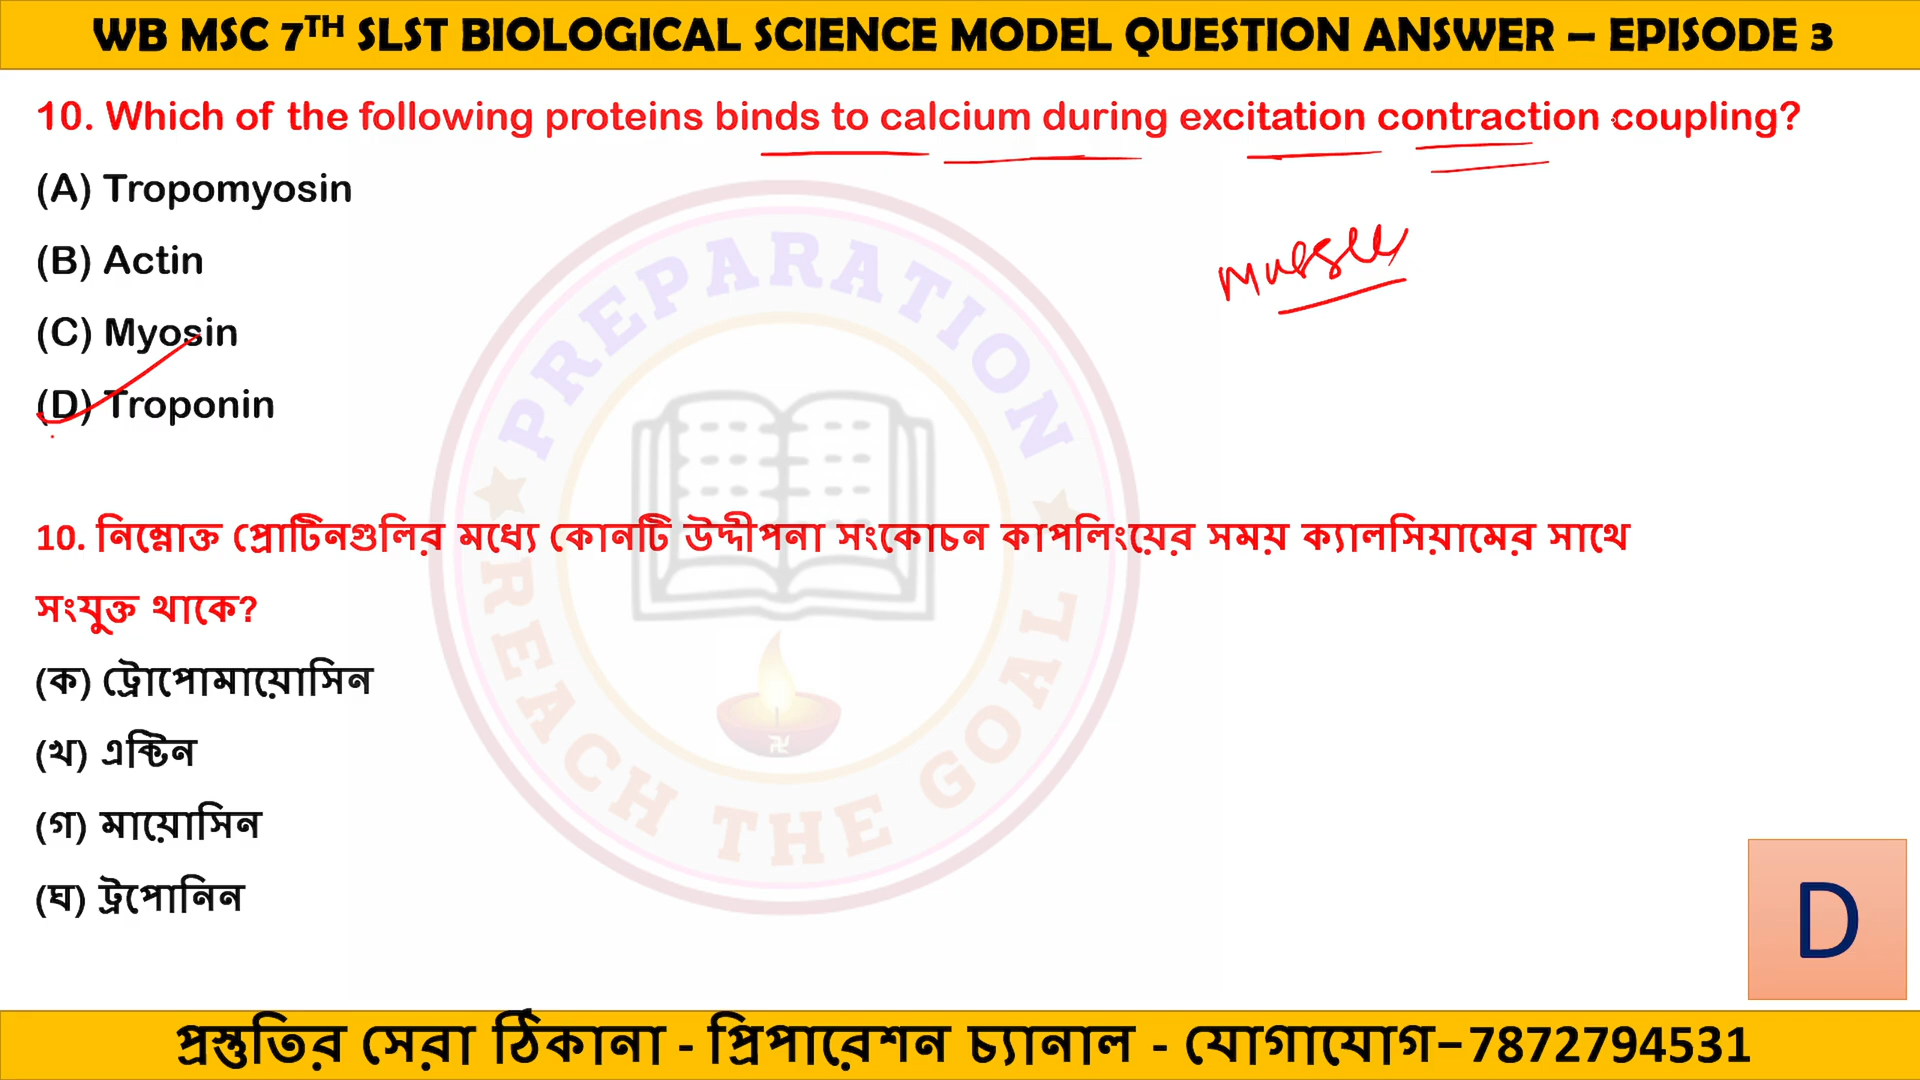 WB MSC 7TH SLST BIOLOGICAL SCIENCE MODEL QUESTION ANSWER – EPISODE 3
10. Which of the following proteins binds to calcium during excitation contraction coupling?
(A) Tropomyosin
(B) Actin
(C) Myosin
(D) Troponin
Muscle
PREPARATION
REACH THE GOAL
10. নিম্নোক্ত প্রোটিনগুলির মধ্যে কোনটি উদ্দীপনা সংকোচন কাপলিংয়ের সময় ক্যালসিয়ামের সাথে
সংযুক্ত থাকে?
(ক) ট্রোপোমায়োসিন
(খ) এক্টিন
(গ) মায়োসিন
(ঘ) ট্রপোনিন
D
প্রস্তুতির সেরা ঠিকানা - প্রিপারেশন চ্যানাল - যোগাযোগ–7872794531